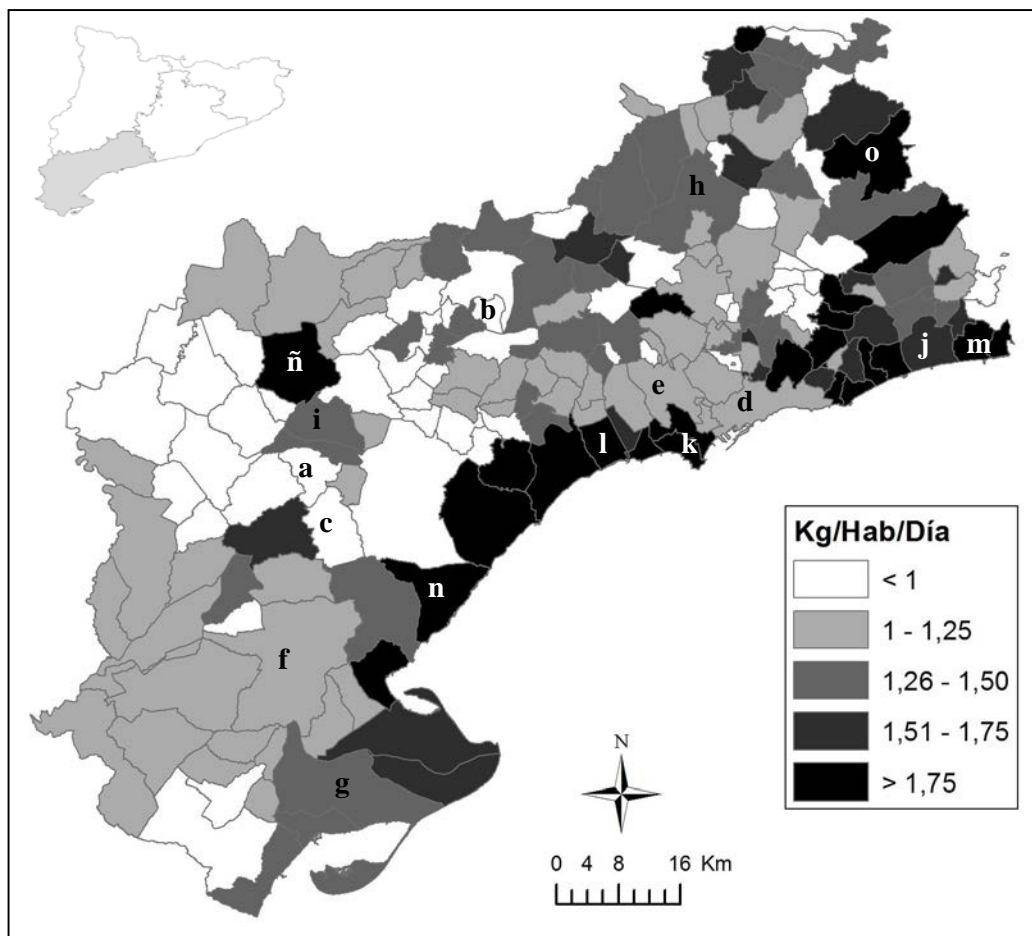 o
h
b
ñ
j
m
i
e
d
l
k
a
c
n
f
g
Kg/Hab/Día
< 1
1 - 1,25
1,26 - 1,50
1,51 - 1,75
> 1,75
N
0 4 8 16 Km